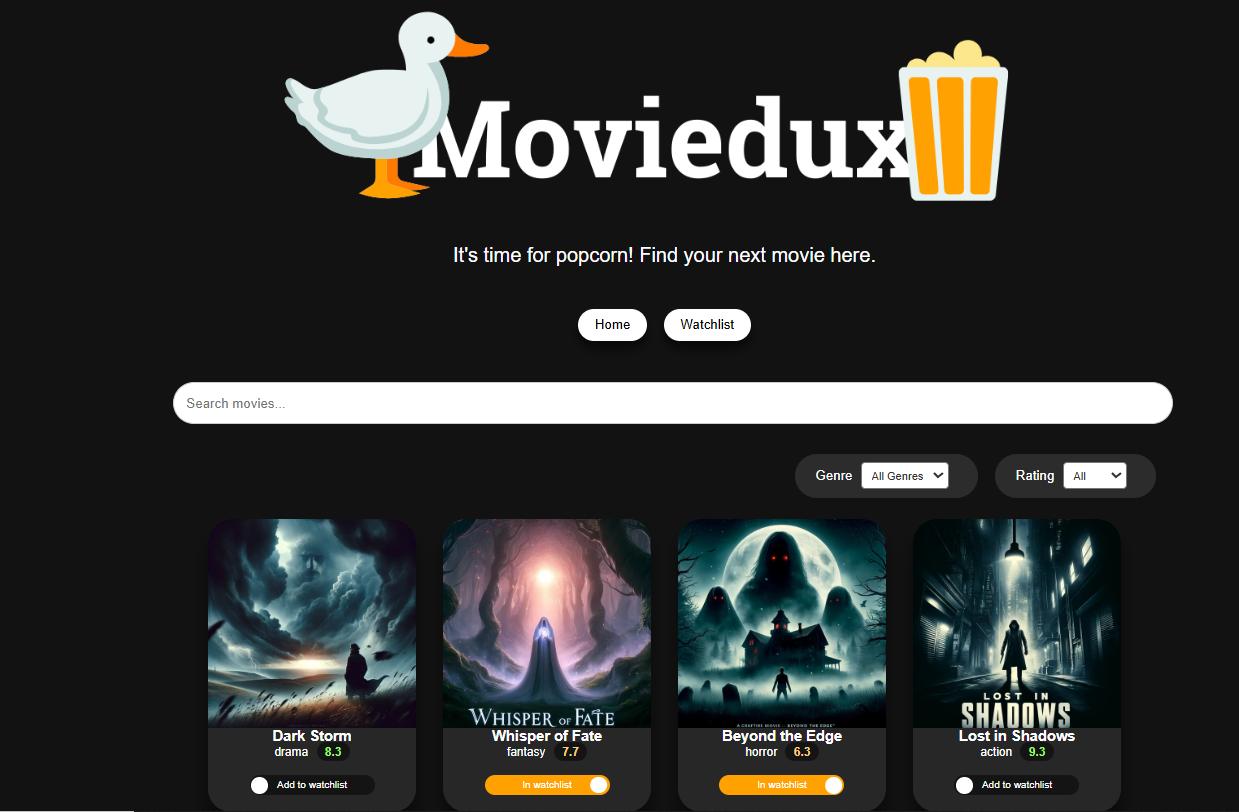 Moviedux
It's time for popcorn! Find your next movie here.
Home Watchlist
Search movies...
Genre All Genres Rating All
WHISPER OF FATE
A CRAFTIRE MOVIE .. BEYOND THE EDGE"
LOST IN
SHADOWS
Dark Storm Whisper of Fate Beyond the Edge Lost in Shadows
drama 8.3 fantasy 7.7 horror 6.3 action 9.3
Add to watchlist In watchlist In watchlist Add to watchlist